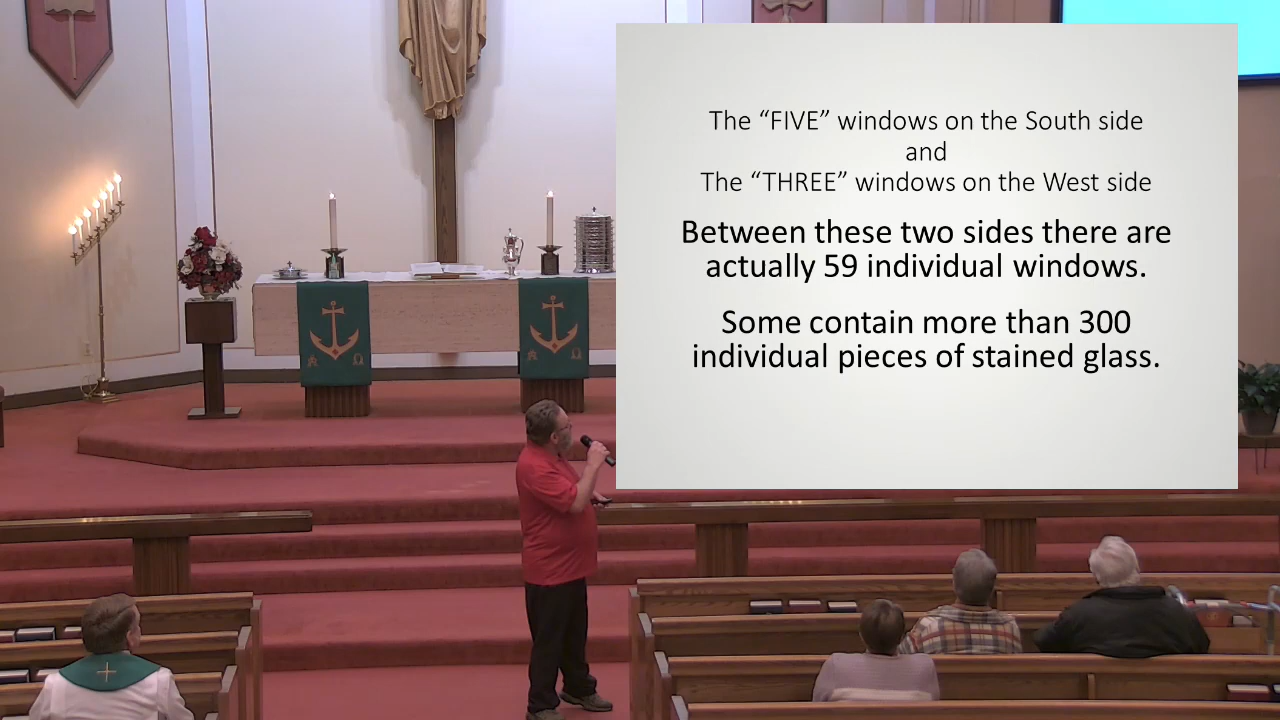 The “FIVE” windows on the South side
and
The “THREE” windows on the West side
Between these two sides there are
actually 59 individual windows.
Some contain more than 300
individual pieces of stained glass.